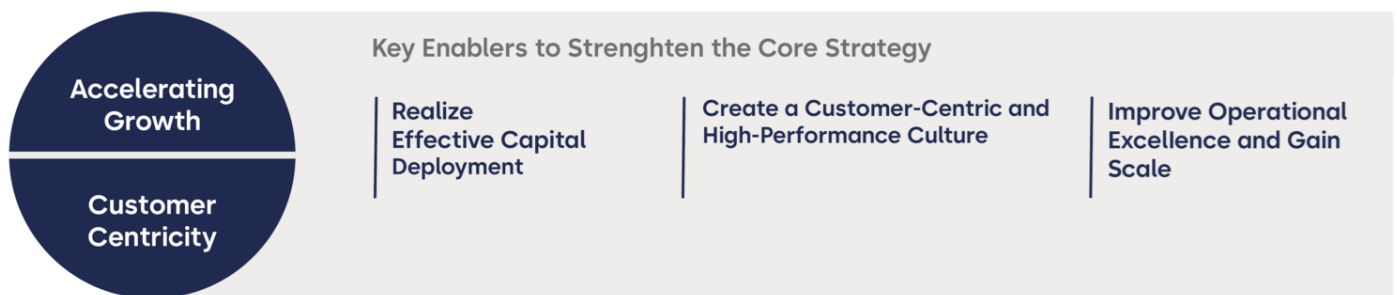 Accelerating
Growth
Customer
Centricity
Key Enablers to Strenghten the Core Strategy
Realize
Effective Capital
Deployment
Create a Customer-Centric and
High-Performance Culture
Improve Operational
Excellence and Gain
Scale